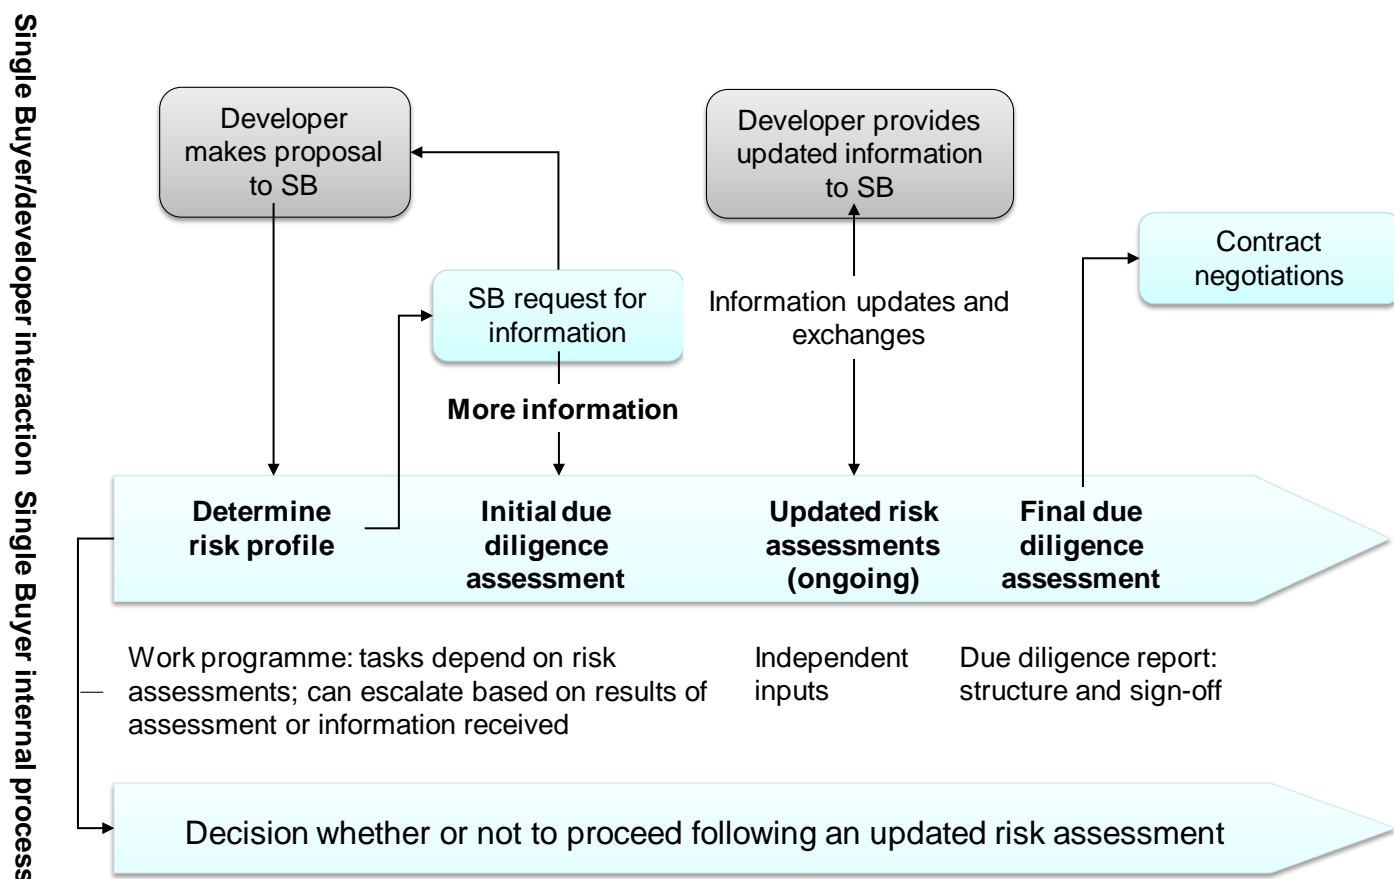 Single Buyer/developer interaction
Developer
makes proposal
to SB
Developer provides
updated information
to SB
Contract
negotiations
SB request for
information
Information updates and
exchanges
More information
Single Buyer internal process
Determine
risk profile
Initial due
diligence
assessment
Updated risk
assessments
(ongoing)
Final due
diligence
assessment
Work programme: tasks depend on risk
assessments; can escalate based on results of
assessment or information received
Independent
inputs
Due diligence report:
structure and sign-off
Decision whether or not to proceed following an updated risk assessment